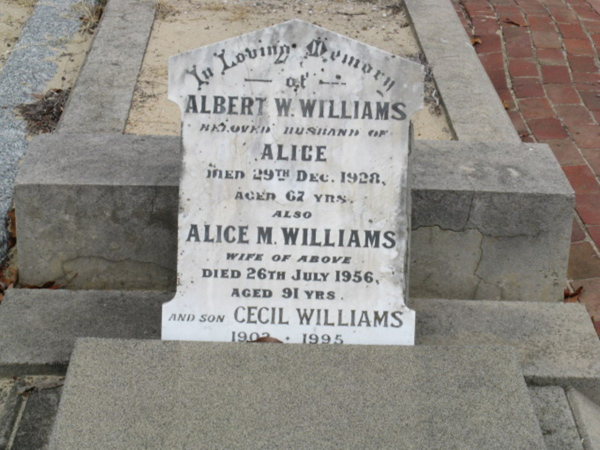 In Loving Memory
of
ALBERT W. WILLIAMS
BELOVED HUSBAND OF
ALICE
DIED 29TH DEC. 1928,
AGED 67 YRS.
ALSO
ALICE M. WILLIAMS
WIFE OF ABOVE
DIED 26TH JULY 1956,
AGED 91 YRS.
AND SON CECIL WILLIAMS
1995